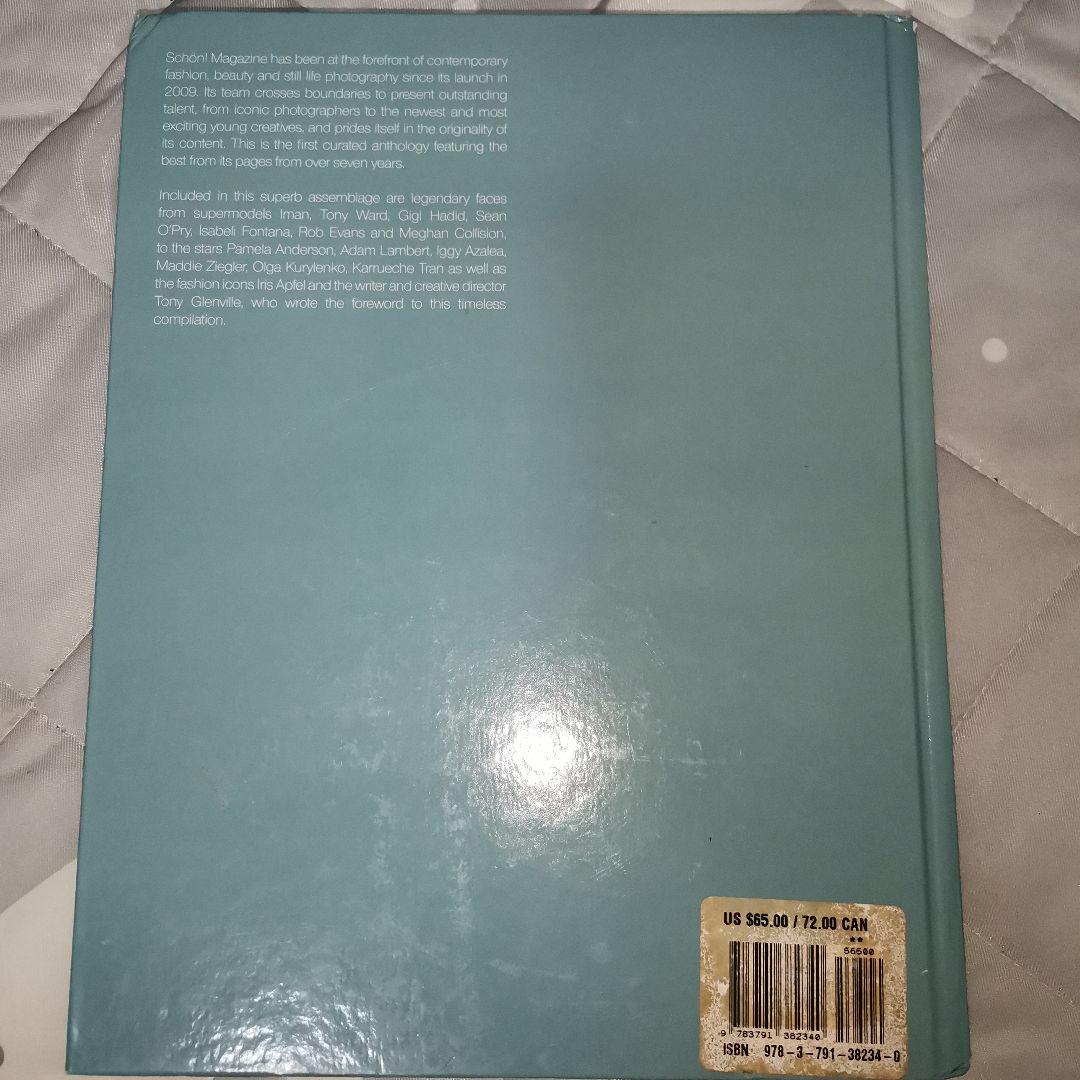 Schön! Magazine has been at the forefront of contemporary
fashion, beauty and still life photography since its launch in
2009. Its team crosses boundaries to present outstanding
talent, from iconic photographers to the newest and most
exciting young creatives, and prides itself in the originality of
its content. This is the first curated anthology featuring the
best from its pages from over seven years.
Included in this superb assemblage are legendary faces
from supermodels Iman, Tony Ward, Gigi Hadid, Sean
O'Pry, Isabeli Fontana, Rob Evans and Meghan Collision,
to the stars Pamela Anderson, Adam Lambert, Iggy Azalea,
Maddie Ziegler, Olga Kurylenko, Karrueche Tran as well as
the fashion icons Iris Apfel and the writer and creative director
Tony Glenville, who wrote the foreword to this timeless
compilation.
US $65.00 / 72.00 CAN
**
56500
9 783791 382340
ISBN 978-3-791-38234-0